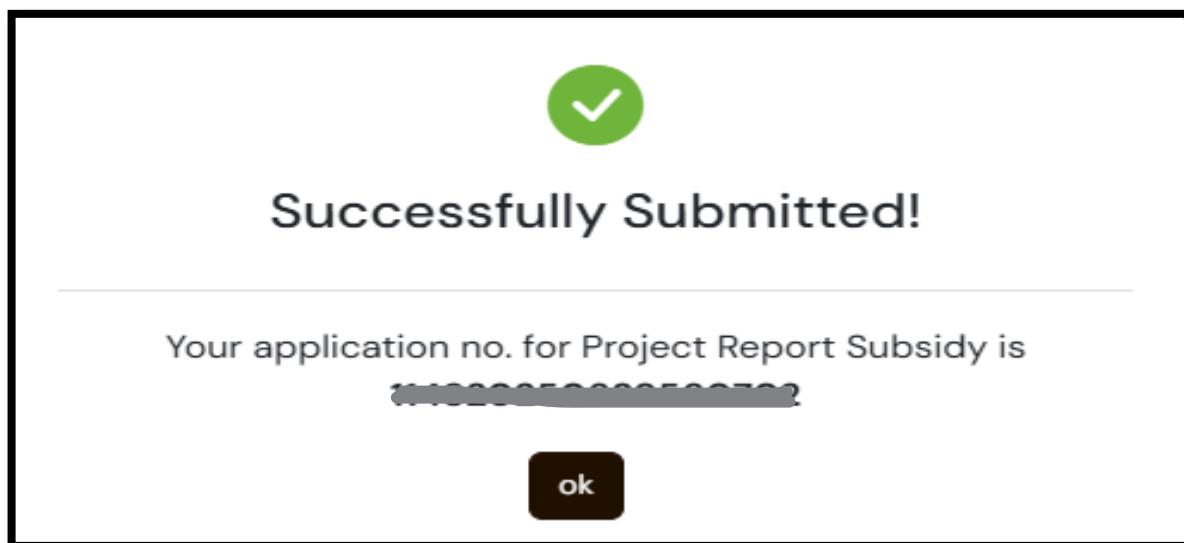 Successfully Submitted!
Your application no. for Project Report Subsidy is
ok